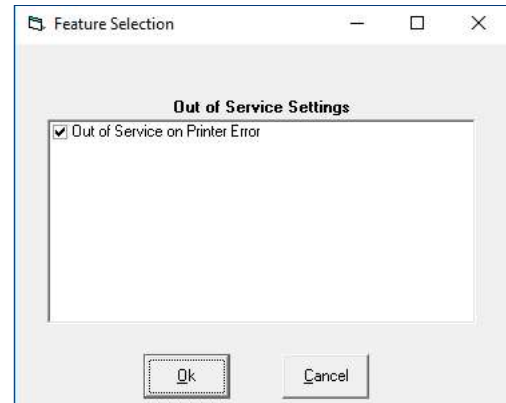 Feature Selection
Out of Service Settings
Out of Service on Printer Error
Ok
Cancel